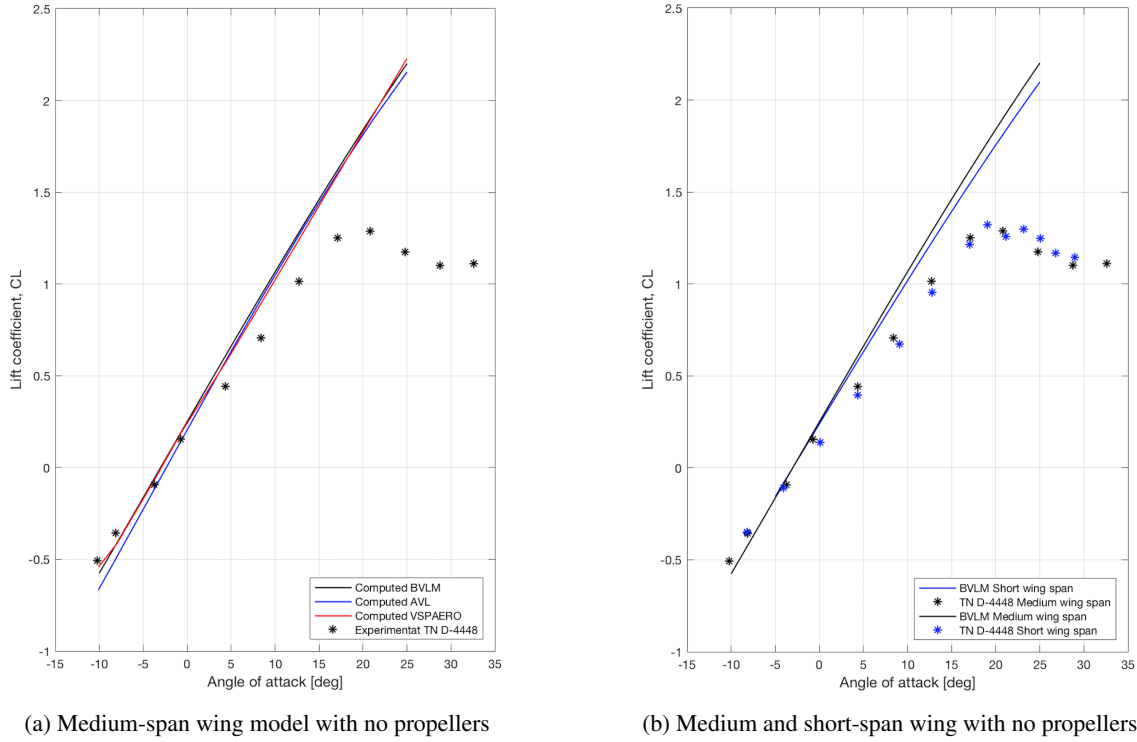 2.5
2
1.5
1
0.5
0
-0.5
-1
Lift coefficient, CL
-15 -10 -5 0 5 10 15 20 25 30 35
Angle of attack [deg]
Computed BVLM
Computed AVL
Computed VSPAERO
Experimentat TN D-4448
(a) Medium-span wing model with no propellers
2.5
2
1.5
1
0.5
0
-0.5
-1
Lift coefficient, CL
-15 -10 -5 0 5 10 15 20 25 30 35
Angle of attack [deg]
BVLM Short wing span
TN D-4448 Medium wing span
BVLM Medium wing span
TN D-4448 Short wing span
(b) Medium and short-span wing with no propellers